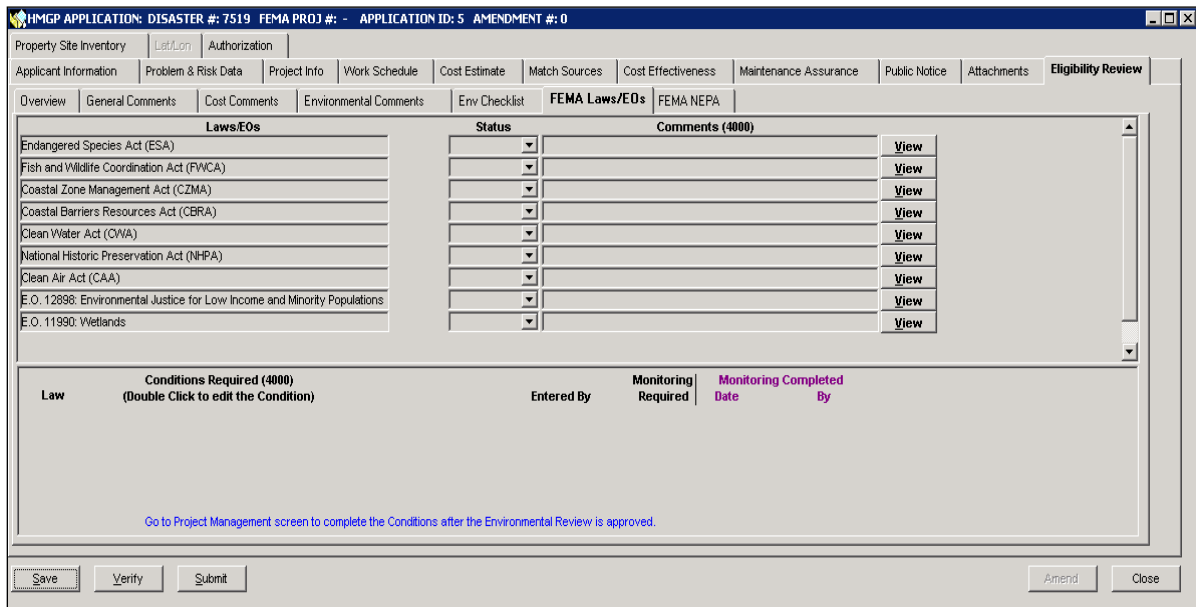 HMGP APPLICATION: DISASTER #: 7519 FEMA PROJ #: - APPLICATION ID: 5 AMENDMENT #: 0
Property Site Inventory Lat/Lon Authorization
Applicant Information Problem & Risk Data Project Info Work Schedule Cost Estimate Match Sources Cost Effectiveness Maintenance Assurance Public Notice Attachments Eligibility Review
Overview General Comments Cost Comments Environmental Comments Env Checklist FEMA Laws/EOs FEMA NEPA
Laws/EOs Status Comments (4000)
Endangered Species Act (ESA) View
Fish and Wildlife Coordination Act (FWCA) View
Coastal Zone Management Act (CZMA) View
Coastal Barriers Resources Act (CBRA) View
Clean Water Act (CWA) View
National Historic Preservation Act (NHPA) View
Clean Air Act (CAA) View
E.O. 12898: Environmental Justice for Low Income and Minority Populations View
E.O. 11990: Wetlands View
Conditions Required (4000) Monitoring Monitoring Completed
Law (Double Click to edit the Condition) Entered By Required Date By
Go to Project Management screen to complete the Conditions after the Environmental Review is approved.
Save Verify Submit Amend Close